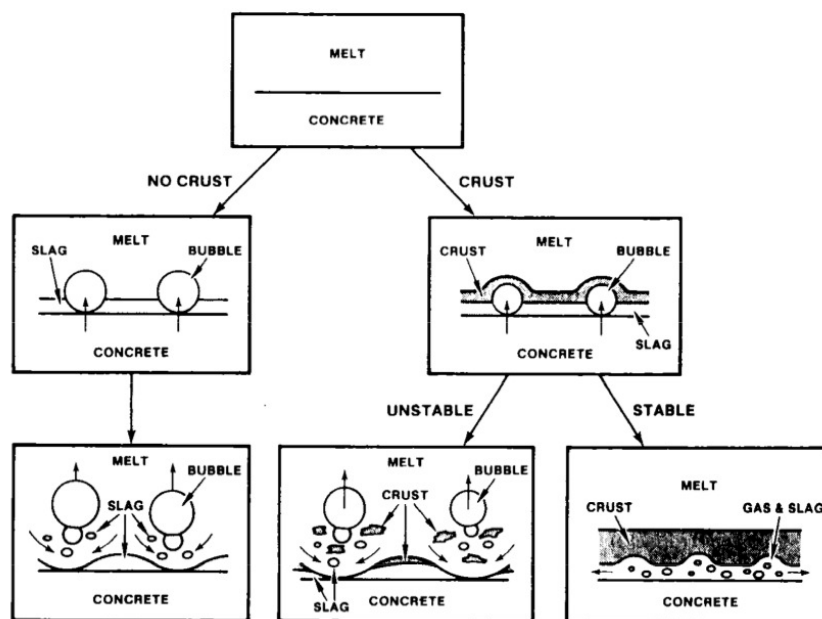 MELT
CONCRETE
NO CRUST
CRUST
MELT
SLAG
BUBBLE
CONCRETE
MELT
CRUST
BUBBLE
SLAG
CONCRETE
UNSTABLE
STABLE
MELT
SLAG
BUBBLE
CONCRETE
MELT
BUBBLE
CRUST
SLAG
CONCRETE
MELT
CRUST
GAS & SLAG
CONCRETE